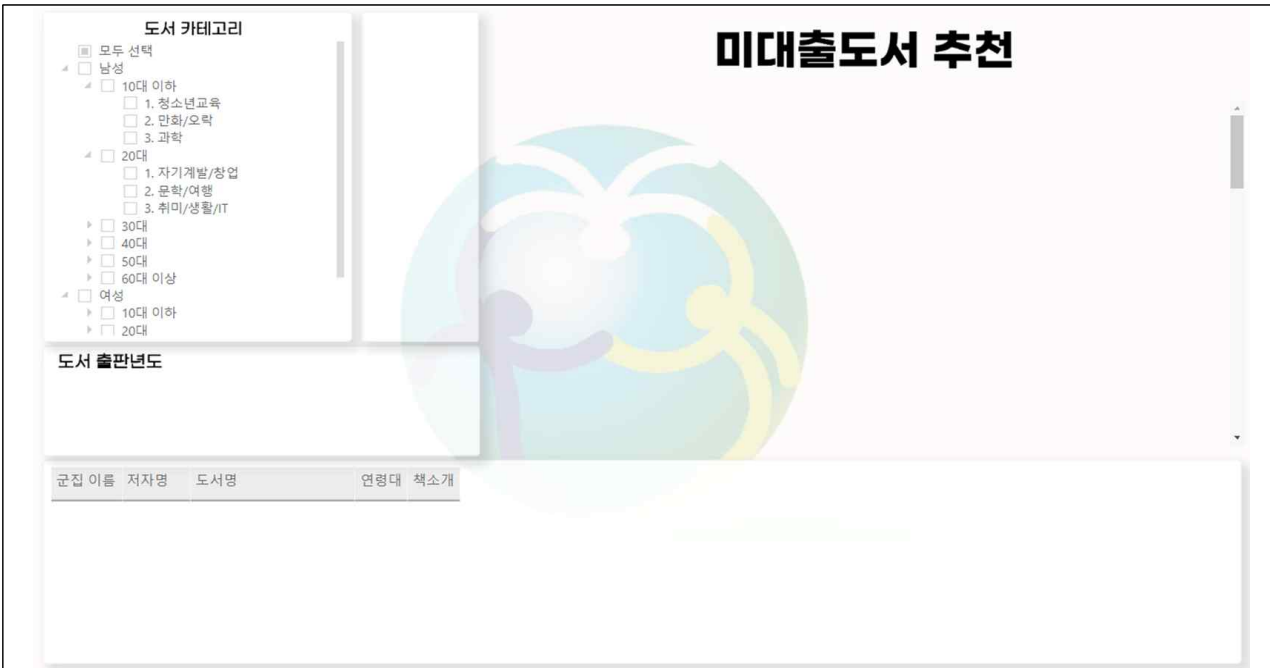 도서 카테고리
모두 선택
남성
10대 이하
1. 청소년교육
2. 만화/오락
3. 과학
20대
1. 자기계발/창업
2. 문학/여행
3. 취미/생활/IT
30대
40대
50대
60대 이상
여성
10대 이하
20대
도서 출판년도
미대출도서 추천
군집 이름 저자명 도서명 연령대 책소개